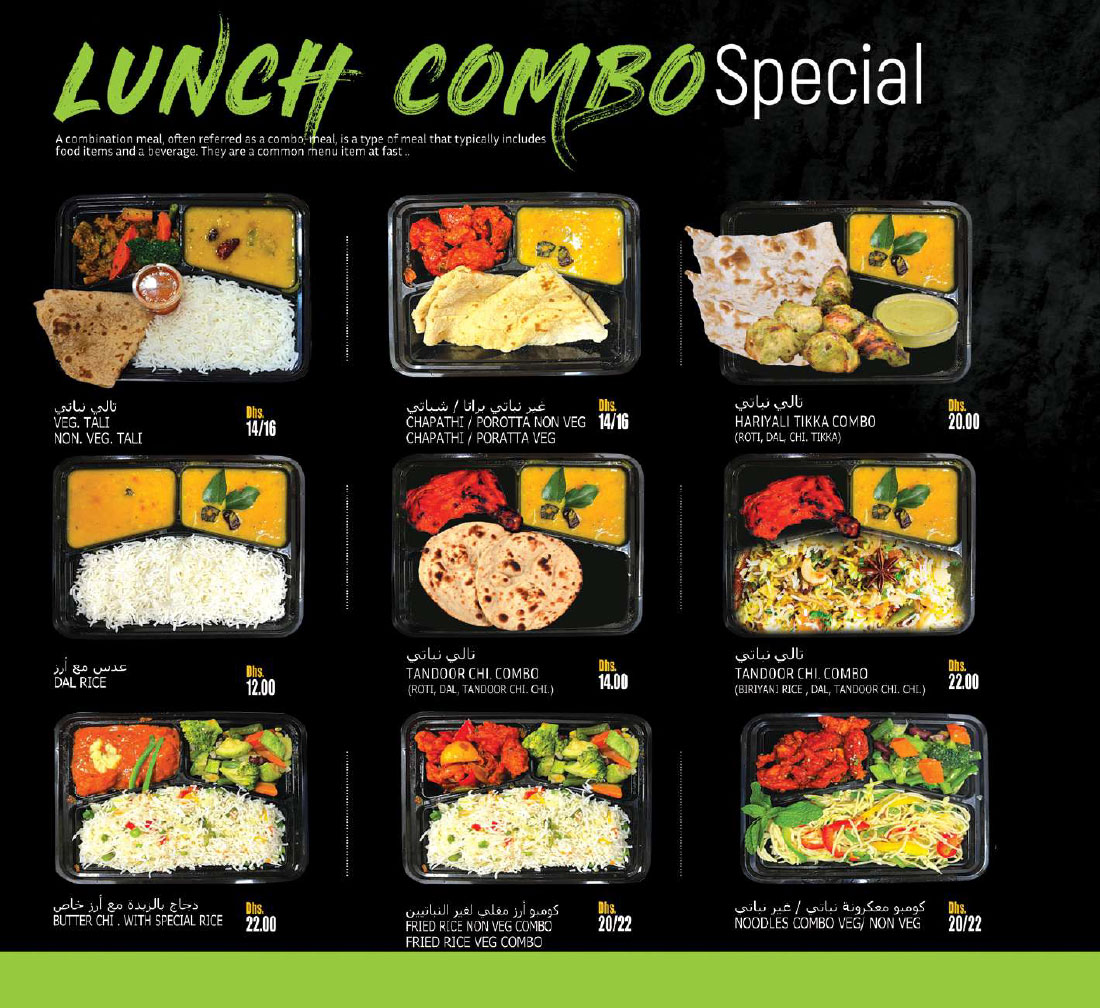 LUNCH COMBO Special
A combination meal, often referred as a combo, meal, is a type of meal that typically includes
food items and a beverage. They are a common menu item at fast ..
تالي نباتي
VEG. TALI
NON. VEG. TALI
Dhs.
14/16
غير نباتي براتا / شباتي
CHAPATHI / POROTTA NON VEG
CHAPATHI / PORATTA VEG
Dhs.
14/16
تالي نباتي
HARIYALI TIKKA COMBO
(ROTI, DAL, CHI. TIKKA)
Dhs.
20.00
عدس مع أرز
DAL RICE
Dhs.
12.00
تالي نباتي
TANDOOR CHI. COMBO
(ROTI, DAL, TANDOOR CHI. CHI.)
Dhs.
14.00
تالي نباتي
TANDOOR CHI. COMBO
(BIRIYANI RICE , DAL, TANDOOR CHI. CHI.)
Dhs.
22.00
دجاج بالزبدة مع أرز خاص
BUTTER CHI . WITH SPECIAL RICE
Dhs.
22.00
كومبو أرز مقلي لغير النباتيين
FRIED RICE NON VEG COMBO
FRIED RICE VEG COMBO
Dhs.
20/22
كومبو معكرونة نباتي / غير نباتي
NOODLES COMBO VEG/ NON VEG
Dhs.
20/22